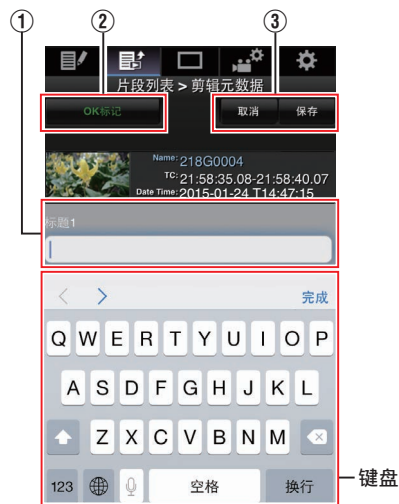 ① ② ③
片段列表 > 剪辑元数据
OK标记 取消 保存
Name: 218G0004
TC: 21:58:35.08-21:58:40.07
Date Time: 2015-01-24 T14:47:15
标题1
完成
Q W E R T Y U I O P
A S D F G H J K L
Z X C V B N M
123 空格 换行
键盘